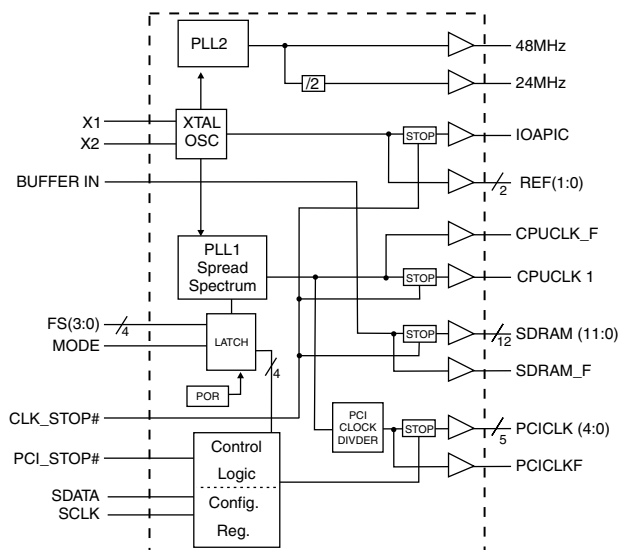 PLL2
48MHz
/2
24MHz
X1
X2
XTAL
OSC
STOP
IOAPIC
BUFFER IN
2
REF(1:0)
CPUCLK_F
PLL1
Spread
Spectrum
STOP
CPUCLK 1
FS(3:0)
4
MODE
LATCH
STOP
12
SDRAM (11:0)
4
SDRAM_F
POR
CLK_STOP#
PCI
CLOCK
DIVDER
STOP
5
PCICLK (4:0)
PCI_STOP#
Control
Logic
PCICLKF
SDATA
SCLK
Config.
Reg.